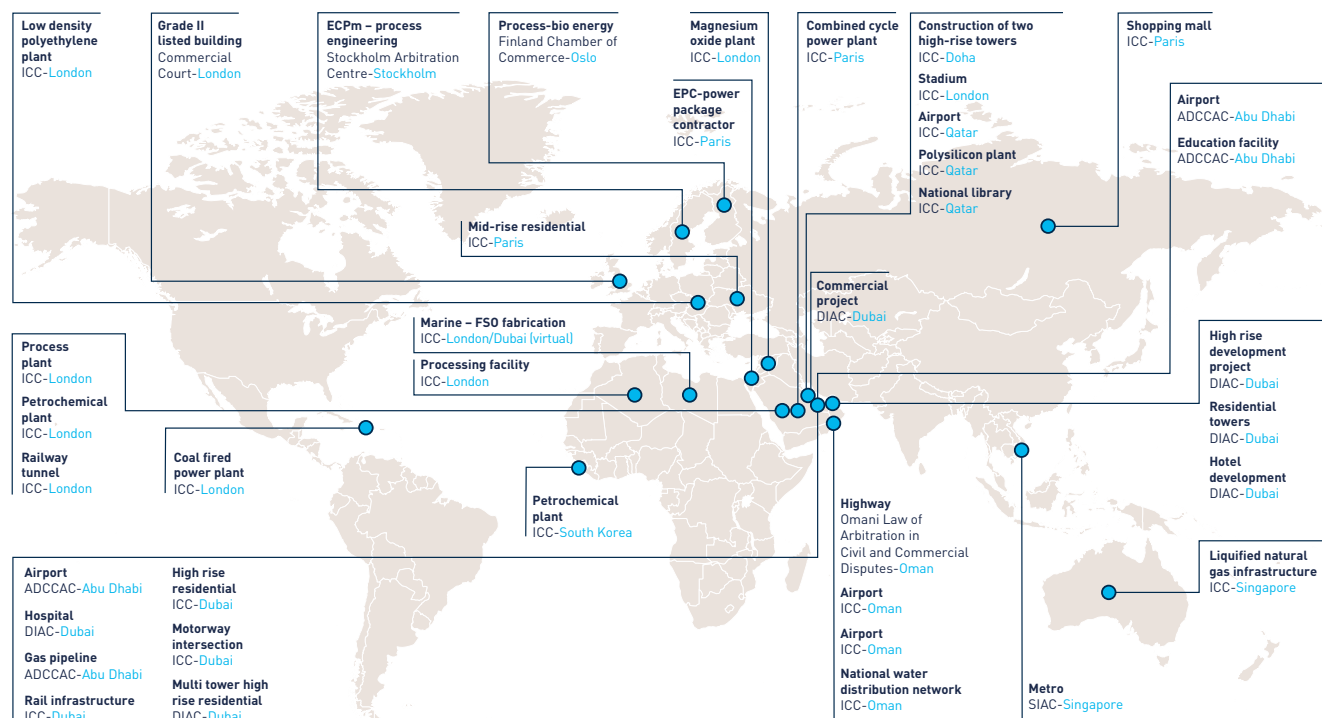 Low density
polyethylene
plant
ICC-London
Grade II
listed building
Commercial
Court-London
ECPm – process
engineering
Stockholm Arbitration
Centre-Stockholm
Process-bio energy
Finland Chamber of
Commerce-Oslo
Magnesium
oxide plant
ICC-London
EPC-power
package
contractor
ICC-Paris
Combined cycle
power plant
ICC-Paris
Construction of two
high-rise towers
ICC-Doha
Stadium
ICC-London
Airport
ICC-Qatar
Polysilicon plant
ICC-Qatar
National library
ICC-Qatar
Shopping mall
ICC-Paris
Airport
ADCCAC-Abu Dhabi
Education facility
ADCCAC-Abu Dhabi
Mid-rise residential
ICC-Paris
Commercial
project
DIAC-Dubai
Marine – FSO fabrication
ICC-London/Dubai (virtual)
Processing facility
ICC-London
Process
plant
ICC-London
Petrochemical
plant
ICC-London
Railway
tunnel
ICC-London
Coal fired
power plant
ICC-London
Petrochemical
plant
ICC-South Korea
High rise
development
project
DIAC-Dubai
Residential
towers
DIAC-Dubai
Hotel
development
DIAC-Dubai
Highway
Omani Law of
Arbitration in
Civil and Commercial
Disputes-Oman
Airport
ICC-Oman
Airport
ICC-Oman
National water
distribution network
ICC-Oman
Liquified natural
gas infrastructure
ICC-Singapore
Metro
SIAC-Singapore
Airport
ADCCAC-Abu Dhabi
Hospital
DIAC-Dubai
Gas pipeline
ADCCAC-Abu Dhabi
Rail infrastructure
ICC-Dubai
High rise
residential
ICC-Dubai
Motorway
intersection
ICC-Dubai
Multi tower high
rise residential
DIAC-Dubai